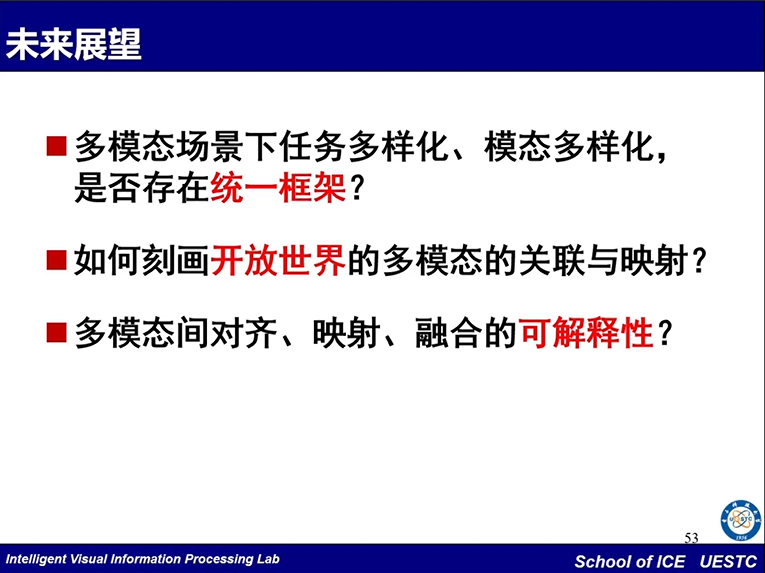 未来展望
多模态场景下任务多样化、模态多样化，
是否存在统一框架？
如何刻画开放世界的多模态的关联与映射？
多模态间对齐、映射、融合的可解释性？
UESTC
1956
53
Intelligent Visual Information Processing Lab
School of ICE UESTC